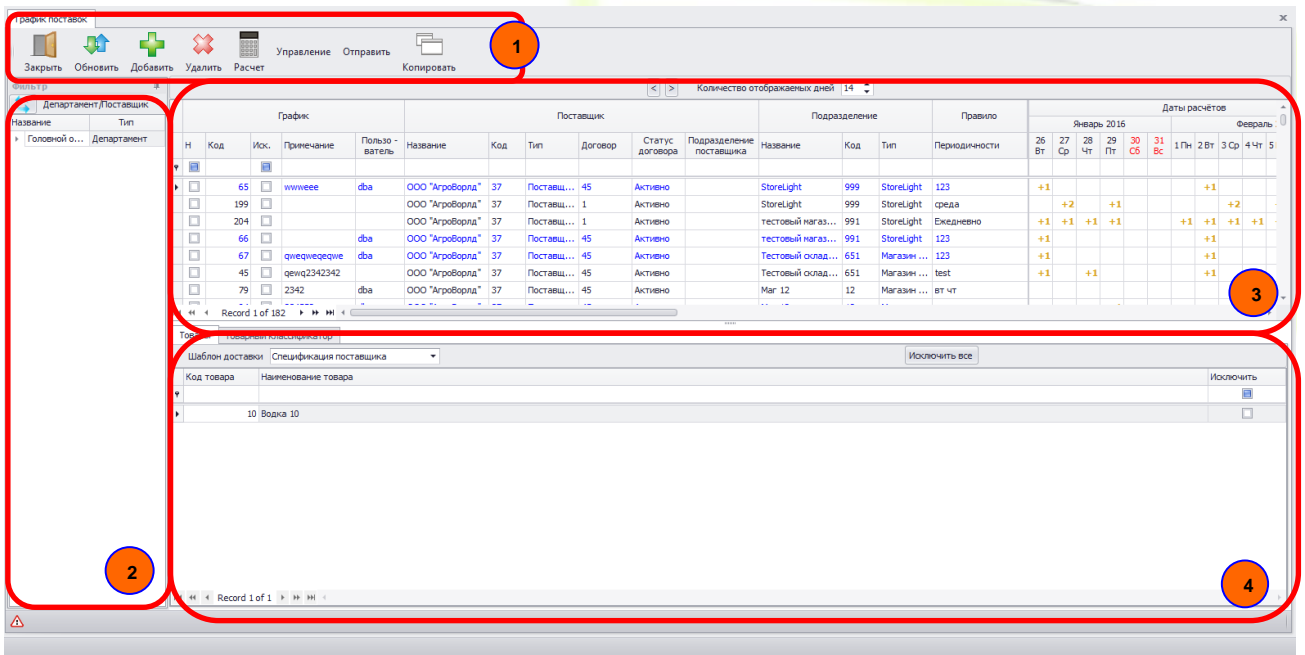 График поставок
Закрыть Обновить Добавить Удалить Расчет Управление Отправить Копировать
1
Фильтр
< > Количество отображаемых дней 14
Департамент/Поставщик
Название Тип
Головной о... Департамент
График Поставщик Подразделение Правило Даты расчётов
Январь 2016 Февраль
Н Код Иск. Примечание Пользо - ватель Название Код Тип Договор Статус договора Подразделение поставщика Название Код Тип Периодичности 26 Вт 27 Ср 28 Чт 29 Пт 30 Сб 31 Вс 1 Пн 2 Вт 3 Ср 4 Чт 5
65 wwweee dba ООО "АгроВорлд" 37 Поставщ... 45 Активно StoreLight 999 StoreLight 123 +1 +1
199 ООО "АгроВорлд" 37 Поставщ... 1 Активно StoreLight 999 StoreLight среда +2 +1 +2
204 ООО "АгроВорлд" 37 Поставщ... 1 Активно тестовый магаз... 991 StoreLight Ежедневно +1 +1 +1 +1 +1 +1 +1 +1
66 dba ООО "АгроВорлд" 37 Поставщ... 45 Активно тестовый магаз... 991 StoreLight 123 +1 +1
67 qweqweqeqwe dba ООО "АгроВорлд" 37 Поставщ... 45 Активно Тестовый склад... 651 Магазин ... 123 +1 +1
45 qewq2342342 ООО "АгроВорлд" 37 Поставщ... 45 Активно Тестовый склад... 651 Магазин ... test +1 +1 +1
79 2342 dba ООО "АгроВорлд" 37 Поставщ... 45 Активно Маг 12 12 Магазин ... вт чт
3
Record 1 of 182
Товарный классификатор
Шаблон доставки Спецификация поставщика Исключить все
Код товара Наименование товара Исключить
10 Водка 10
2
4
Record 1 of 1